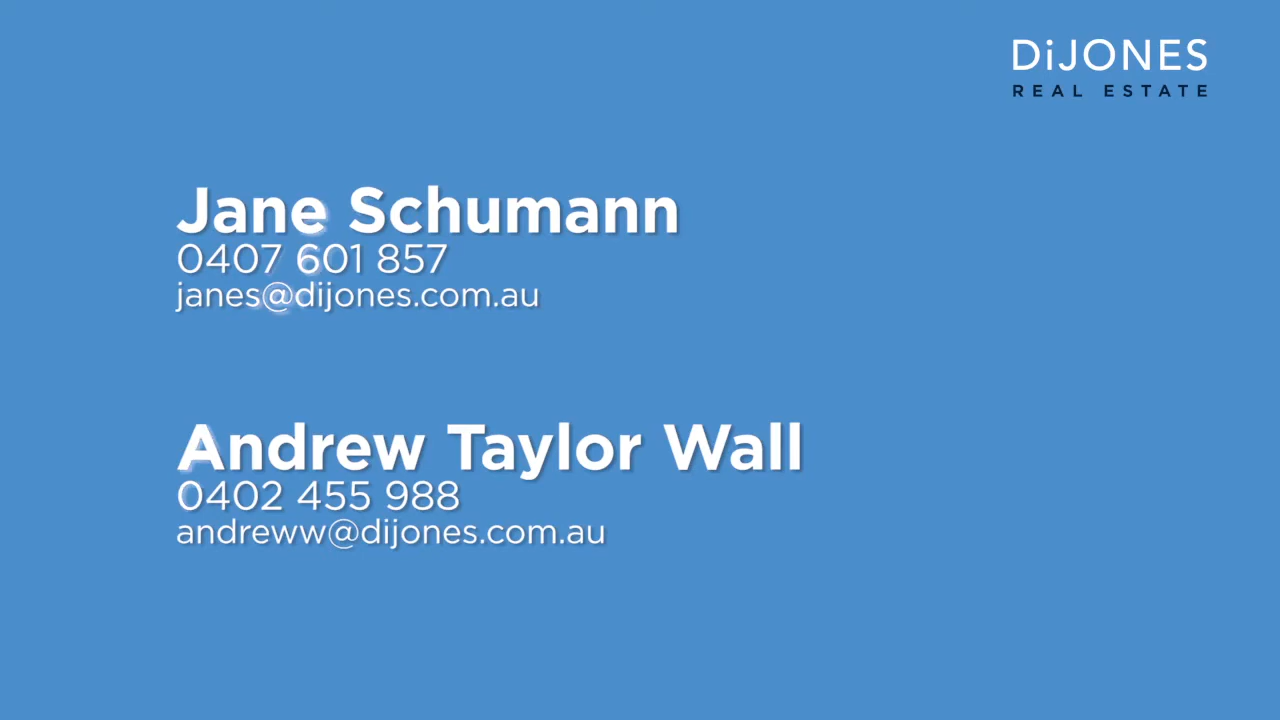 DiJONES
REAL ESTATE
Jane Schumann
0407 601 857
janes@dijones.com.au
Andrew Taylor Wall
0402 455 988
andreww@dijones.com.au